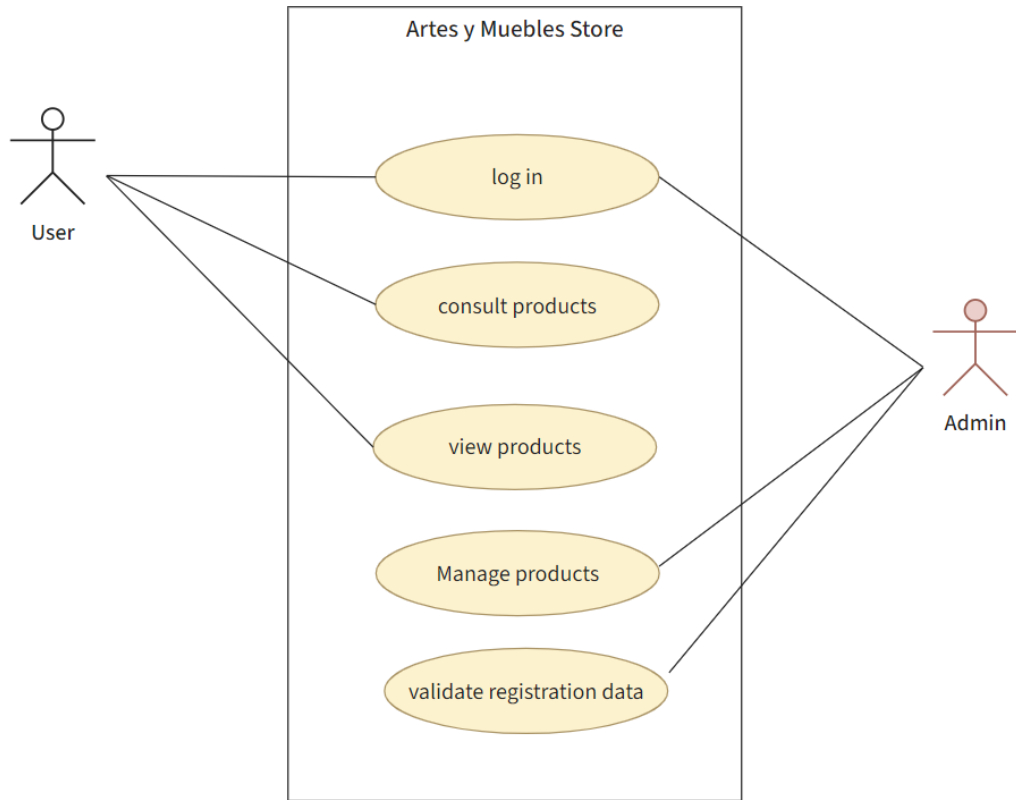 Artes y Muebles Store
log in
User
consult products
Admin
view products
Manage products
validate registration data